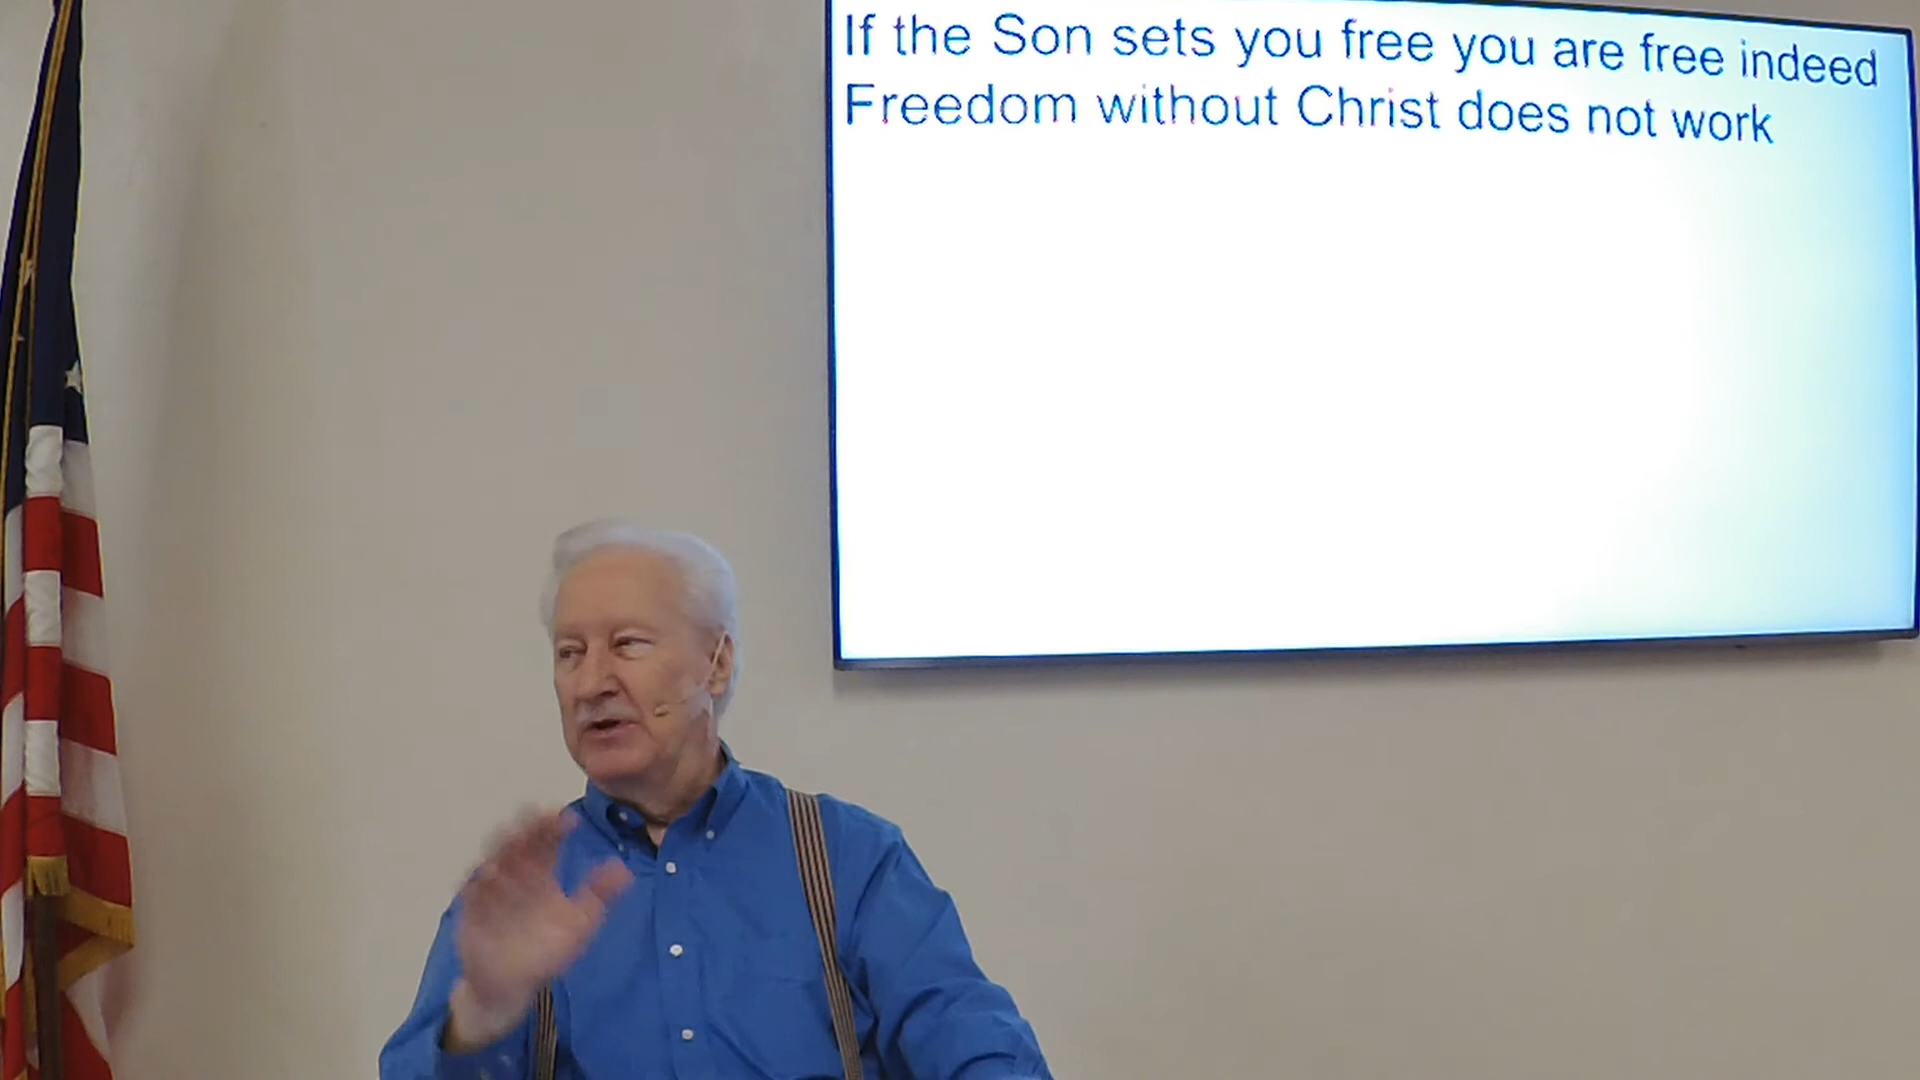 If the Son sets you free you are free indeed
Freedom without Christ does not work